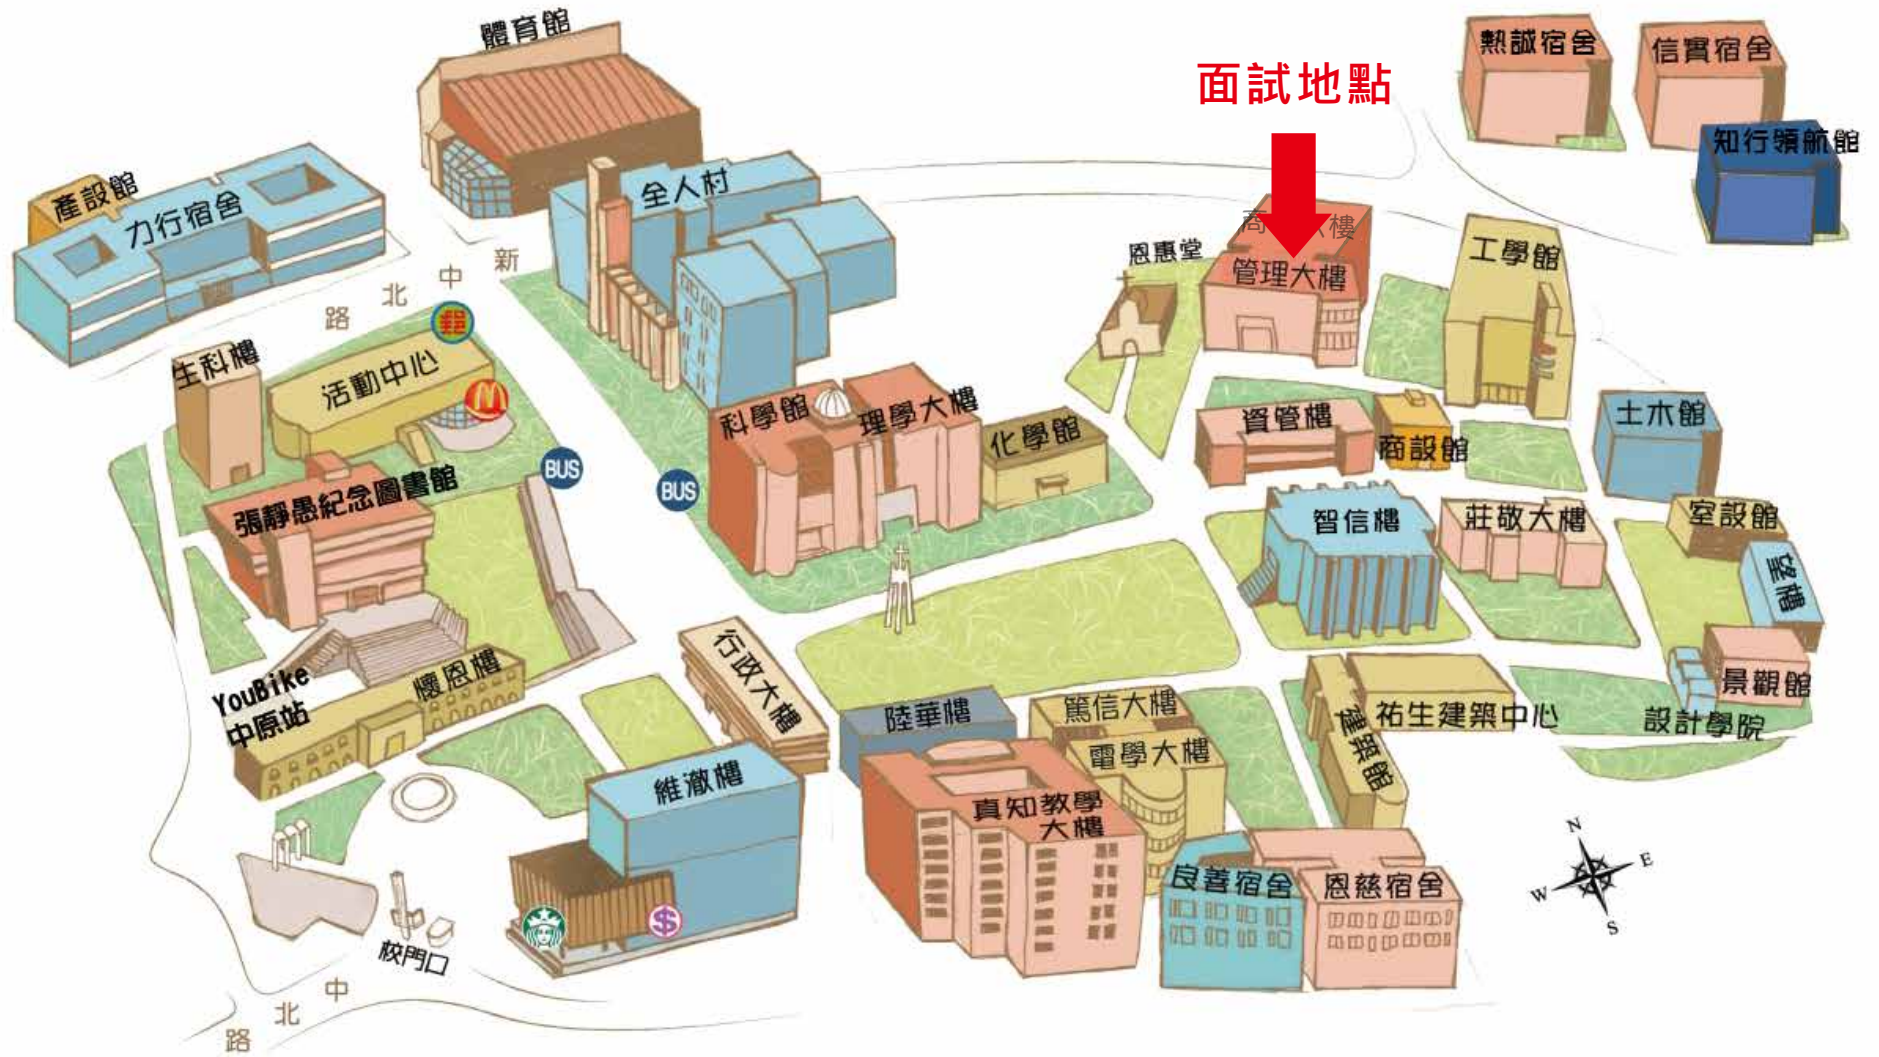 體育館
面試地點
熱誠宿舍
信實宿舍
知行領航館
產設館
力行宿舍
全人村
新
中
北
路
郵
恩惠堂
商
樓
管理大樓
工學館
生科樓
活動中心
科學館
理學大樓
化學館
資管樓
商設館
土木館
BUS
BUS
張靜愚紀念圖書館
智信樓
莊敬大樓
室設館
望樓
景觀館
設計學院
YouBike
中原站
懷恩樓
行政大樓
陸華樓
篤信大樓
電學大樓
建築館
祐生建築中心
維澈樓
真知教學
大樓
良善宿舍
恩慈宿舍
$
校門口
中
北
路
N
E
W
S